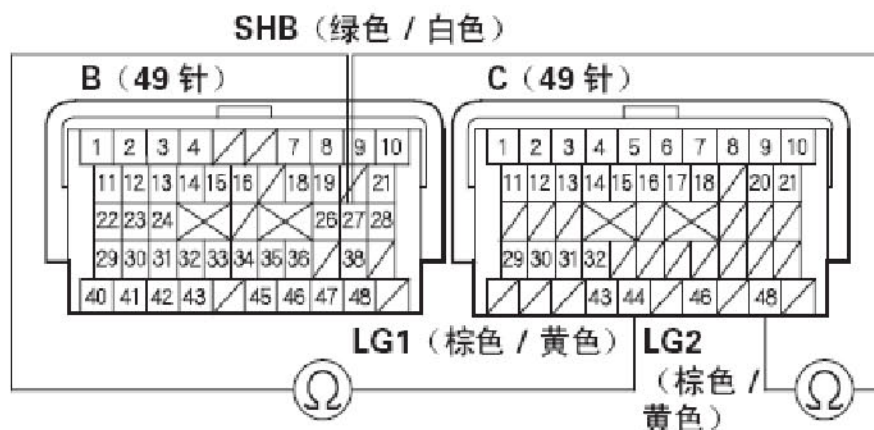 SHB（绿色 / 白色）
B（49 针） C（49 针）
1 2 3 4 7 8 9 10 1 2 3 4 5 6 7 8 9 10
11 12 13 14 15 16 18 19 21 11 12 13 14 15 16 17 18 20 21
22 23 24 26 27 28
29 30 31 32 33 34 35 36 38 29 30 31 32
40 41 42 43 45 46 47 48 43 44 46 48
LG1（棕色 / 黄色） LG2
（棕色 /
黄色）
Ω Ω